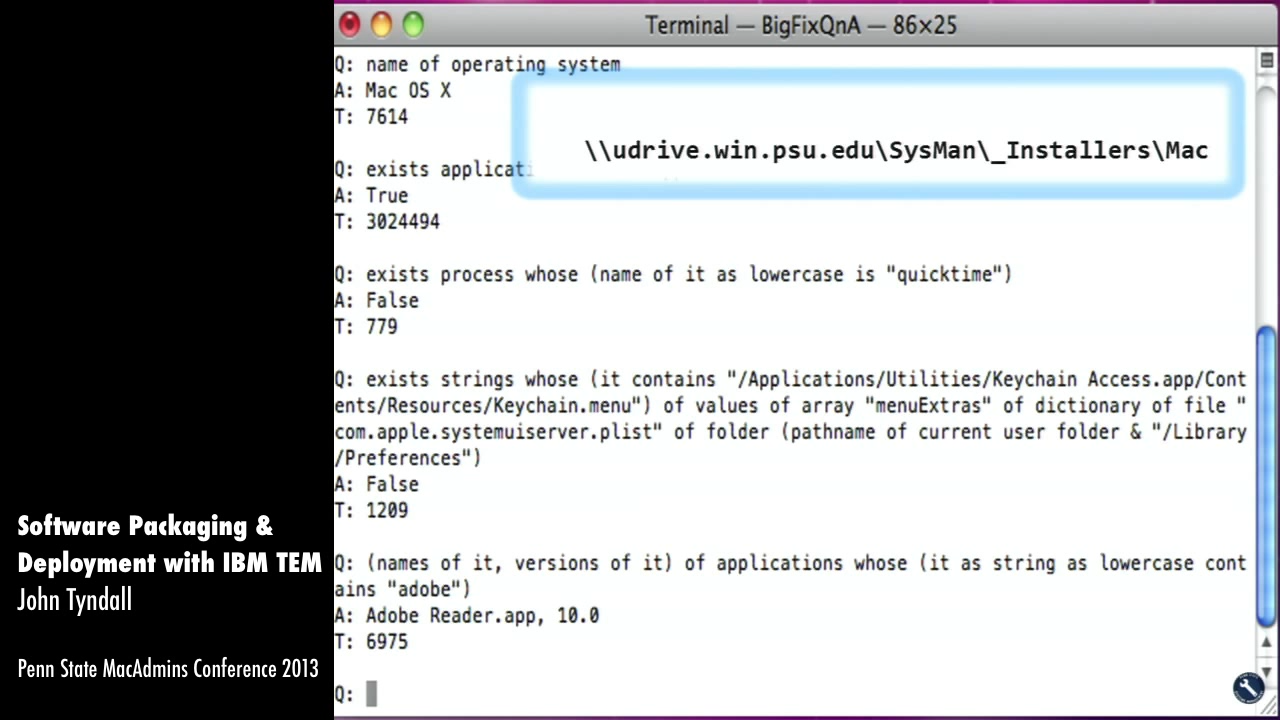 Terminal — BigFixQnA — 86×25
Q: name of operating system
A: Mac OS X
T: 7614
\\udrive.win.psu.edu\SysMan\_Installers\Mac
Q: exists applicati
A: True
T: 3024494
Q: exists process whose (name of it as lowercase is "quicktime")
A: False
T: 779
Q: exists strings whose (it contains "/Applications/Utilities/Keychain Access.app/Cont
ents/Resources/Keychain.menu") of values of array "menuExtras" of dictionary of file "
com.apple.systemuiserver.plist" of folder (pathname of current user folder & "/Library
/Preferences")
A: False
T: 1209
Q: (names of it, versions of it) of applications whose (it as string as lowercase cont
ains "adobe")
A: Adobe Reader.app, 10.0
T: 6975
Q:
Software Packaging &
Deployment with IBM TEM
John Tyndall
Penn State MacAdmins Conference 2013